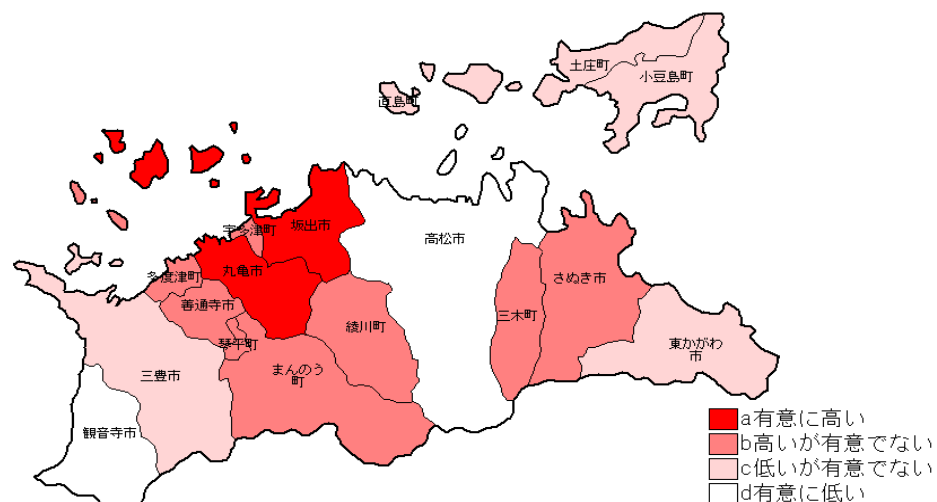 土庄町
小豆島町
直島町
宇多津町
坂出市
高松市
丸亀市
多度津町
さぬき市
善通寺市
三木町
綾川町
琴平町
東かがわ
市
まんのう
町
三豊市
観音寺市
a有意に高い
b高いが有意でない
c低いが有意でない
d有意に低い